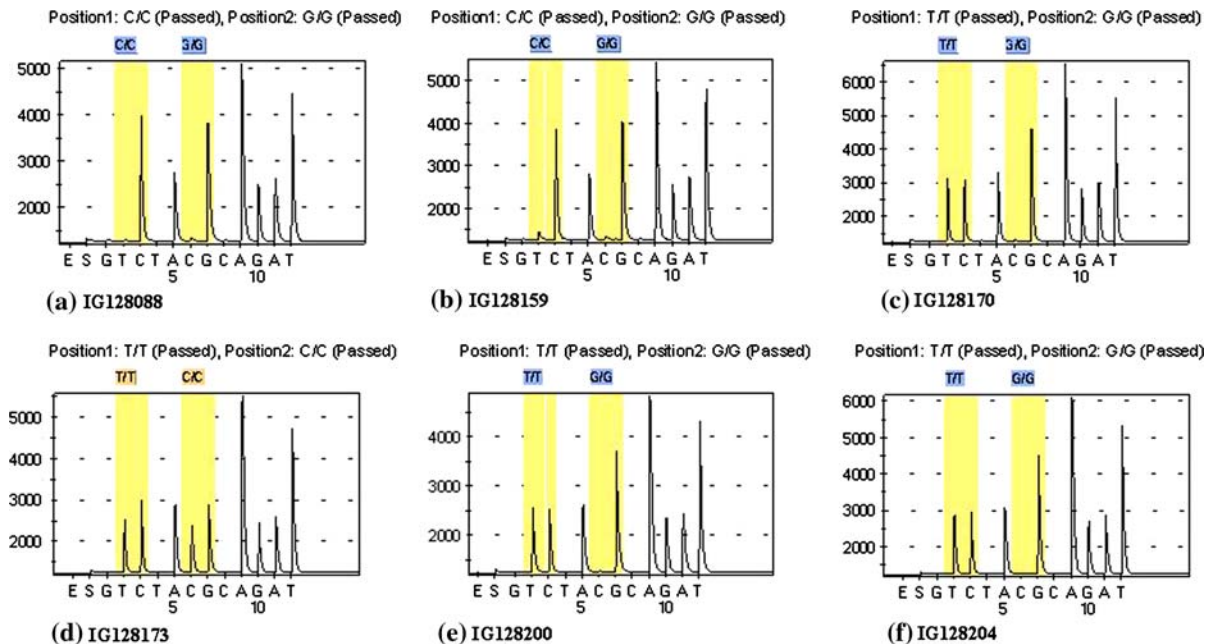 Position1: C/C (Passed), Position2: G/G (Passed)
C/C G/G
5000
4000
3000
2000
E S G T C T A C G C A G A T
5 10
(a) IG128088
Position1: C/C (Passed), Position2: G/G (Passed)
C/C G/G
5000
4000
3000
2000
E S G T C T A C G C A G A T
5 10
(b) IG128159
Position1: T/T (Passed), Position2: G/G (Passed)
T/T G/G
6000
5000
4000
3000
2000
E S G T C T A C G C A G A T
5 10
(c) IG128170
Position1: T/T (Passed), Position2: C/C (Passed)
T/T C/C
5000
4000
3000
2000
E S G T C T A C G C A G A T
5 10
(d) IG128173
Position1: T/T (Passed), Position2: G/G (Passed)
T/T G/G
4000
3000
2000
E S G T C T A C G C A G A T
5 10
(e) IG128200
Position1: T/T (Passed), Position2: G/G (Passed)
T/T G/G
6000
5000
4000
3000
2000
E S G T C T A C G C A G A T
5 10
(f) IG128204